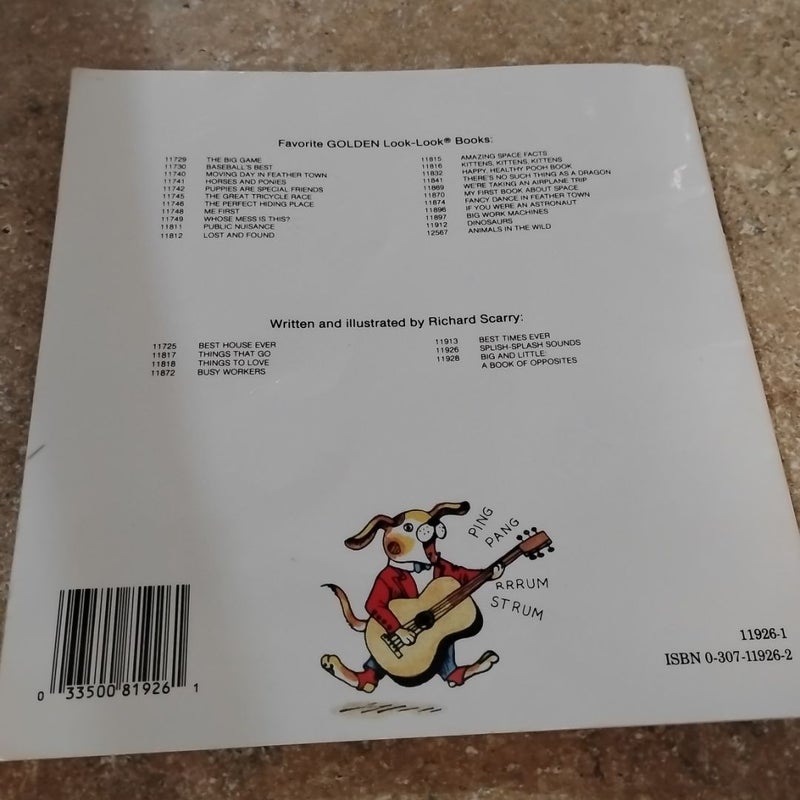 Favorite GOLDEN Look-Look® Books:
11729 THE BIG GAME
11730 BASEBALL'S BEST
11740 MOVING DAY IN FEATHER TOWN
11741 HORSES AND PONIES
11742 PUPPIES ARE SPECIAL FRIENDS
11745 THE GREAT TRICYCLE RACE
11746 THE PERFECT HIDING PLACE
11748 ME FIRST
11749 WHOSE MESS IS THIS?
11811 PUBLIC NUISANCE
11812 LOST AND FOUND
11815 AMAZING SPACE FACTS
11816 KITTENS, KITTENS, KITTENS
11832 HAPPY, HEALTHY POOH BOOK
11841 THERE'S NO SUCH THING AS A DRAGON
11869 WE'RE TAKING AN AIRPLANE TRIP
11870 MY FIRST BOOK ABOUT SPACE
11874 FANCY DANCE IN FEATHER TOWN
11896 IF YOU WERE AN ASTRONAUT
11897 BIG WORK MACHINES
11912 DINOSAURS
12567 ANIMALS IN THE WILD
Written and illustrated by Richard Scarry:
11725 BEST HOUSE EVER
11817 THINGS THAT GO
11818 THINGS TO LOVE
11872 BUSY WORKERS
11913 BEST TIMES EVER
11926 SPLISH-SPLASH SOUNDS
11928 BIG AND LITTLE:
A BOOK OF OPPOSITES
PING
PANG
RRRUM
STRUM
0 33500 81926 1
11926-1
ISBN 0-307-11926-2